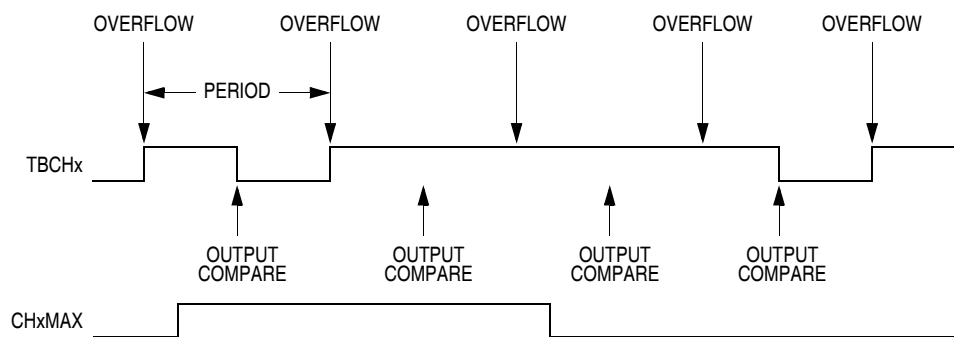 OVERFLOW OVERFLOW OVERFLOW OVERFLOW OVERFLOW
PERIOD
TBCHx
OUTPUT OUTPUT OUTPUT OUTPUT
COMPARE COMPARE COMPARE COMPARE
CHxMAX